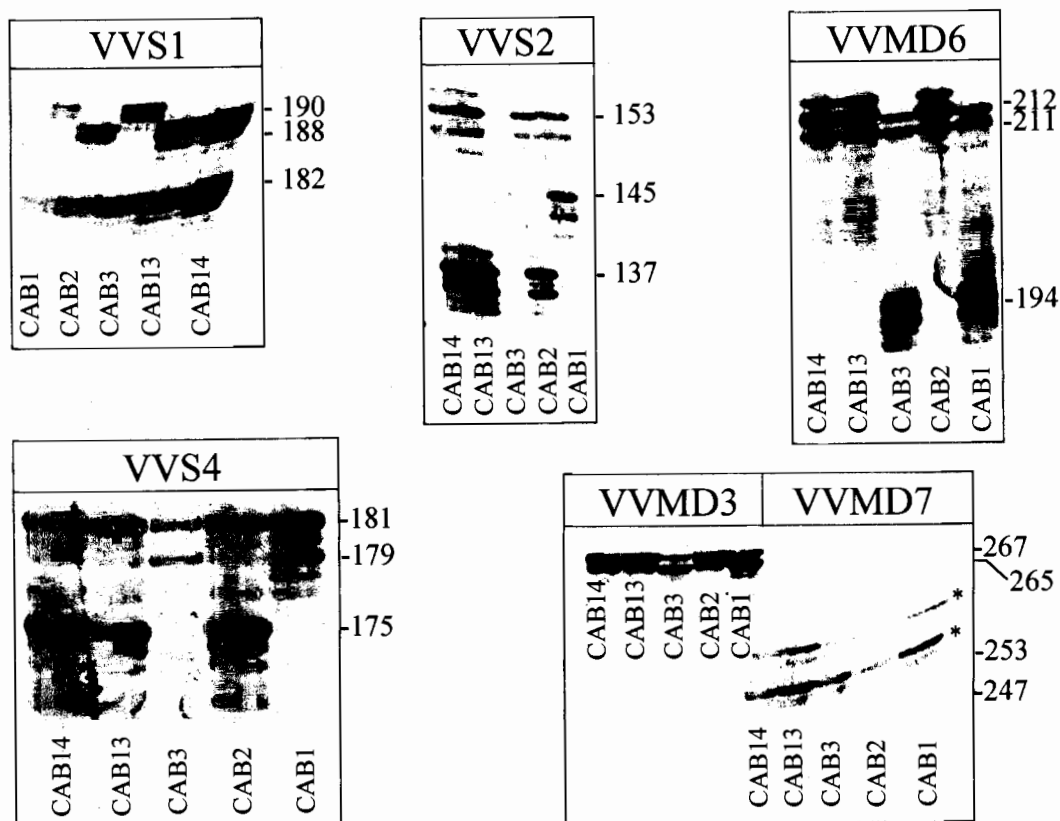 VVS1
- 190
- 188
- 182
CAB1
CAB2
CAB3
CAB13
CAB14
VVS2
- 153
- 145
- 137
CAB14
CAB13
CAB3
CAB2
CAB1
VVMD6
-212
-211
-194
CAB14
CAB13
CAB3
CAB2
CAB1
VVS4
-181
-179
-175
CAB14
CAB13
CAB3
CAB2
CAB1
VVMD3
VVMD7
-267
265
*
*
-253
-247
CAB14
CAB13
CAB3
CAB2
CAB1
CAB14
CAB13
CAB3
CAB2
CAB1